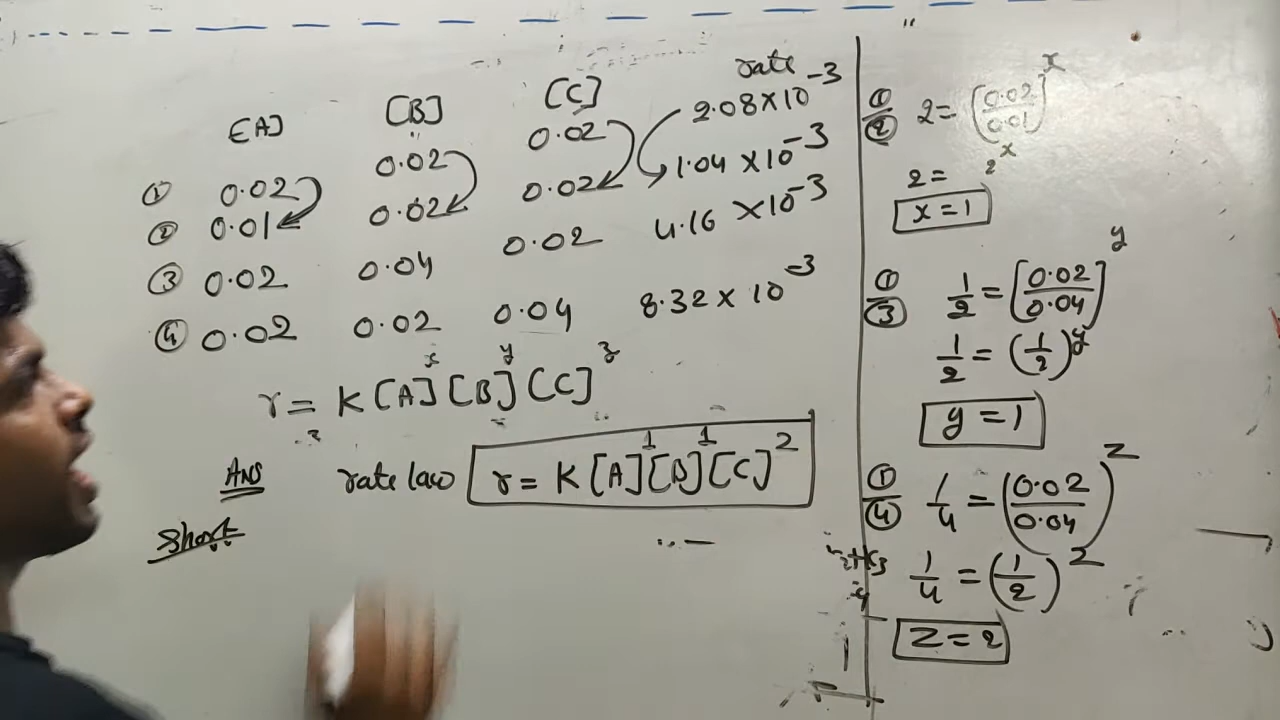 [A] [B] [C] rate
① 0.02 0.02 0.02 2.08×10⁻³
② 0.01 0.02 0.02 1.04×10⁻³
③ 0.02 0.04 0.02 4.16×10⁻³
④ 0.02 0.02 0.04 8.32×10⁻³
r = K[A]ˣ[B]ʸ[C]ᶻ
Ans rate law r = K[A]¹[B]¹[C]²
Short
①/② 2 = [0.02/0.01]ˣ
2 = 2ˣ
x = 1
①/③ 1/2 = [0.02/0.04]ʸ
1/2 = (1/2)ʸ
y = 1
①/④ 1/4 = (0.02/0.04)ᶻ
1/4 = (1/2)ᶻ
Z = 2